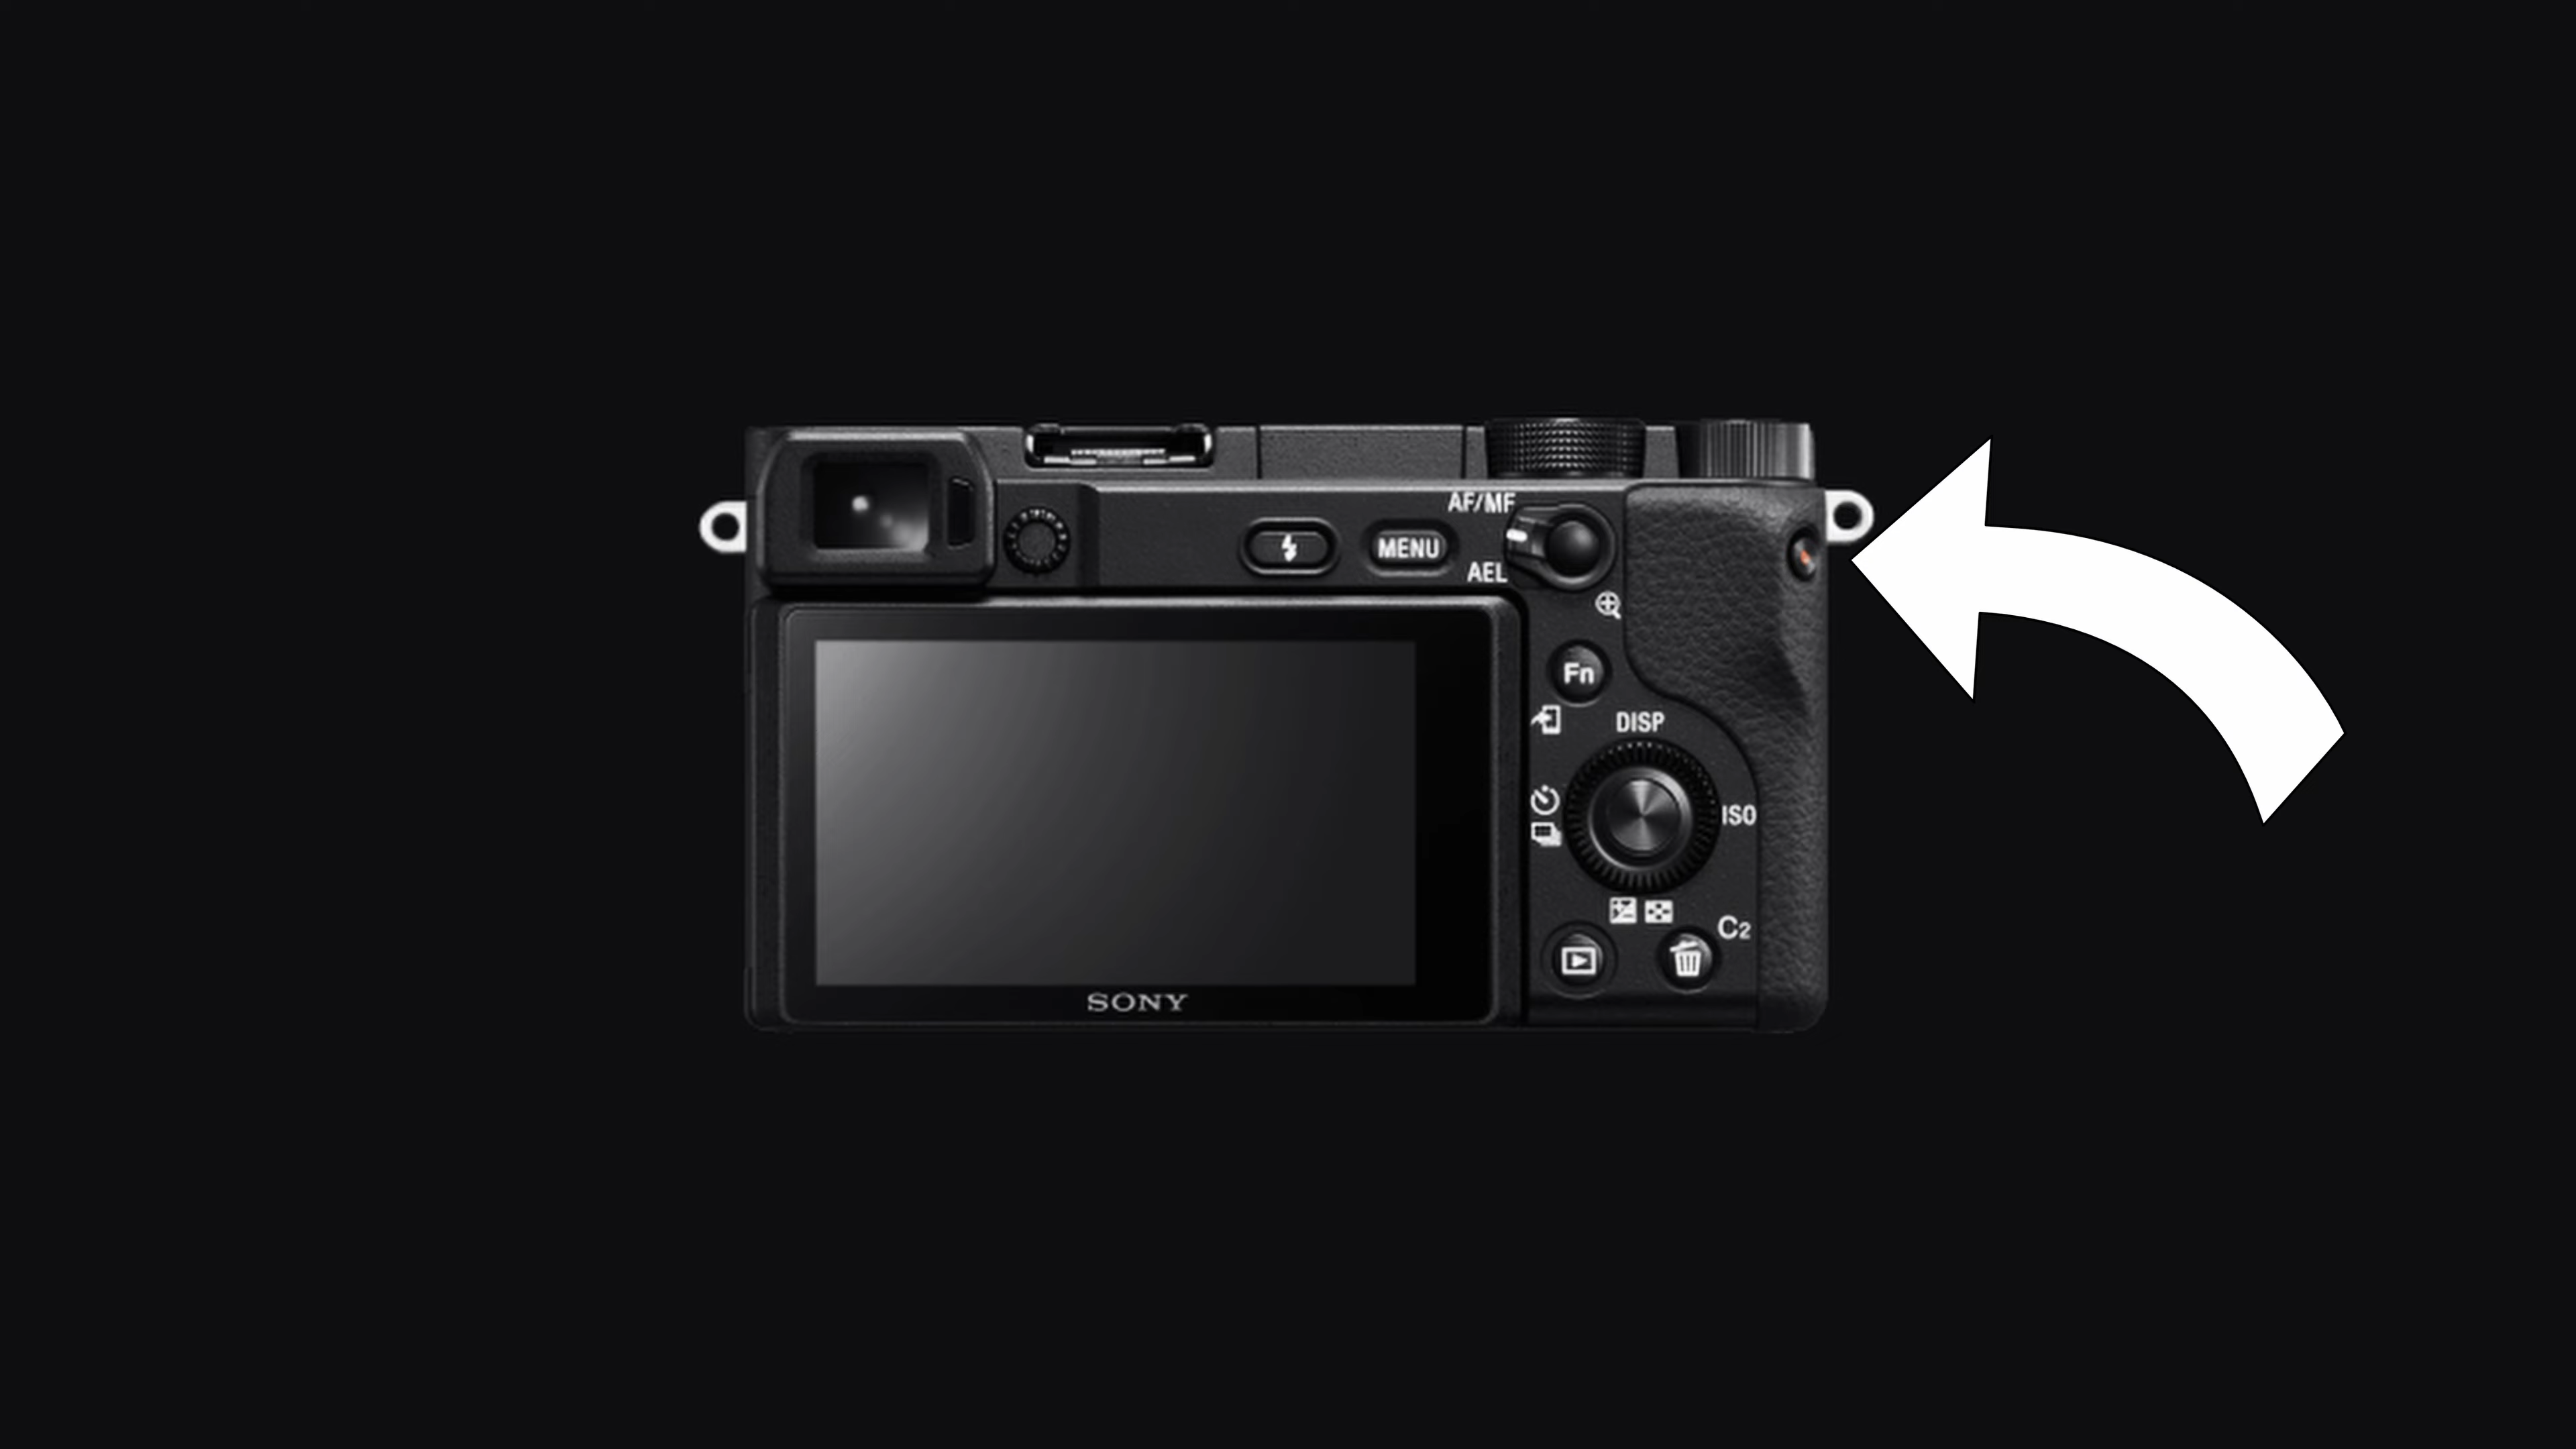 AF/MF
MENU
AEL
Fn
DISP
ISO
C2
SONY